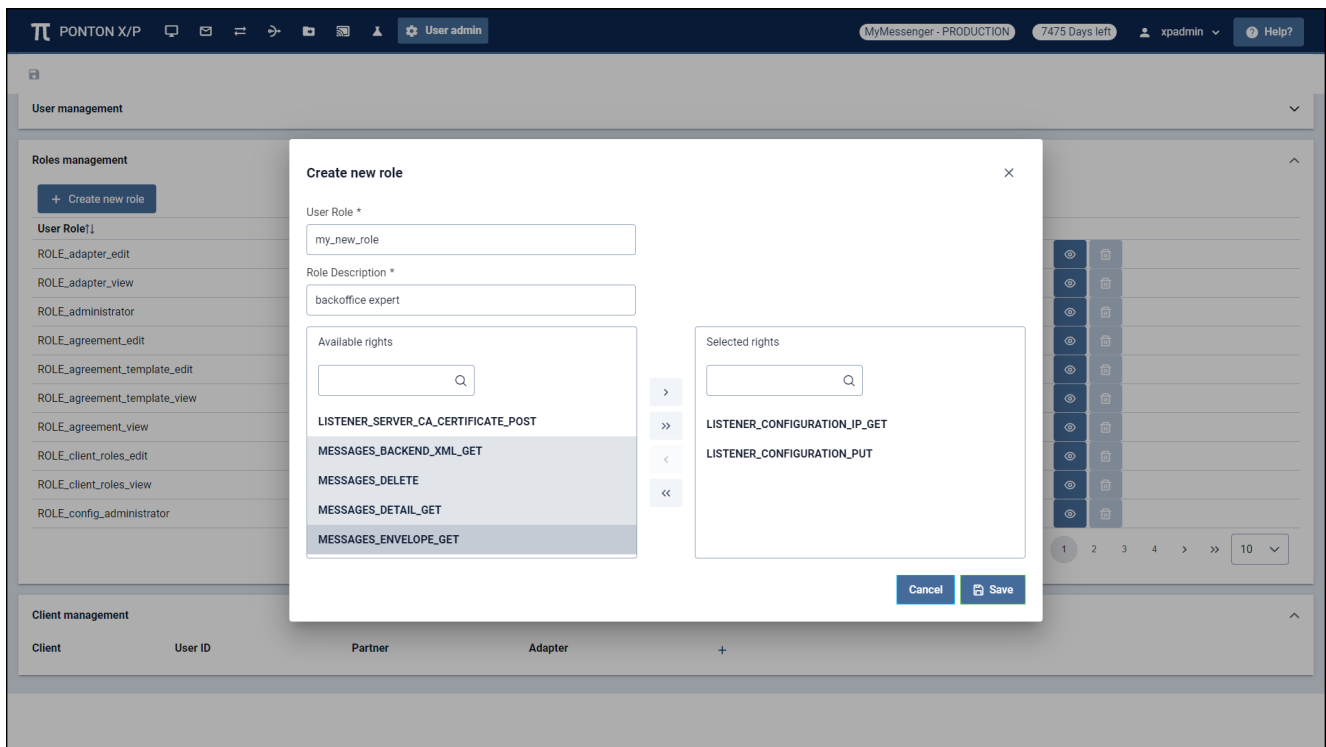 PONTON X/P User admin MyMessenger - PRODUCTION 7475 Days left xpadmin Help?
User management
Roles management
+ Create new role
User Role↑↓
ROLE_adapter_edit
ROLE_adapter_view
ROLE_administrator
ROLE_agreement_edit
ROLE_agreement_template_edit
ROLE_agreement_template_view
ROLE_agreement_view
ROLE_client_roles_edit
ROLE_client_roles_view
ROLE_config_administrator
1 2 3 4 > >> 10
Create new role
User Role *
my_new_role
Role Description *
backoffice expert
Available rights
LISTENER_SERVER_CA_CERTIFICATE_POST
MESSAGES_BACKEND_XML_GET
MESSAGES_DELETE
MESSAGES_DETAIL_GET
MESSAGES_ENVELOPE_GET
Selected rights
LISTENER_CONFIGURATION_IP_GET
LISTENER_CONFIGURATION_PUT
Cancel Save
Client management
Client User ID Partner Adapter +